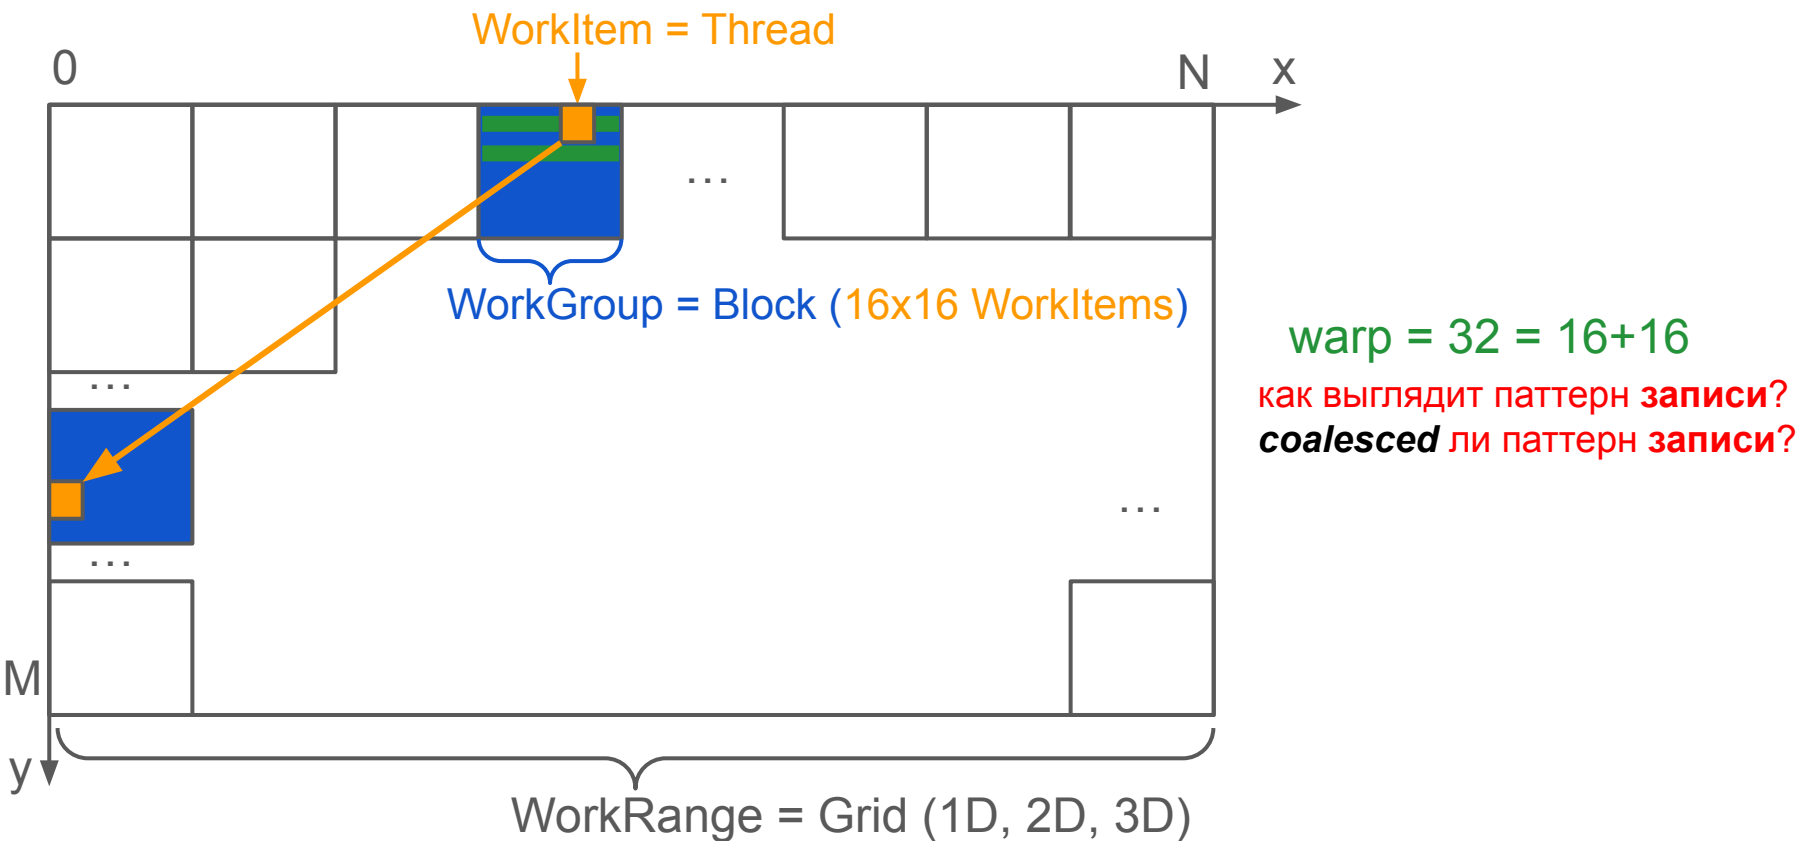 WorkItem = Thread
0
N
x
...
WorkGroup = Block (16x16 WorkItems)
warp = 32 = 16+16
...
как выглядит паттерн записи?
coalesced ли паттерн записи?
...
...
M
y
WorkRange = Grid (1D, 2D, 3D)